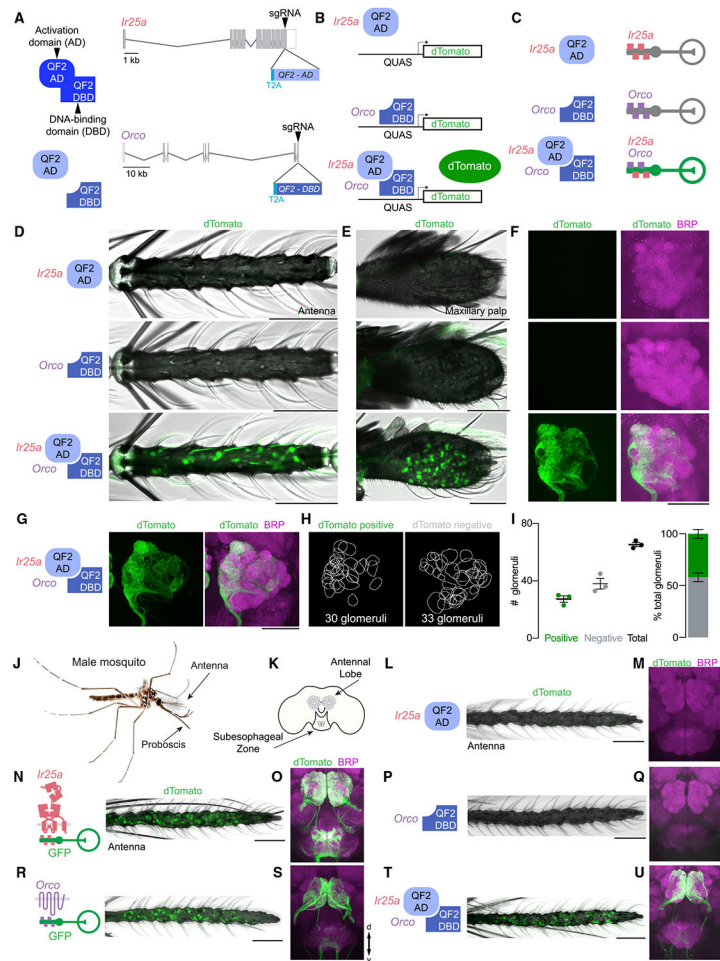 A
Activation
domain (AD)
QF2
AD
QF2
DBD
DNA-binding
domain (DBD)
QF2
AD
QF2
DBD
Ir25a
sgRNA
1 kb
T2A
QF2 - AD
Orco
sgRNA
10 kb
T2A
QF2 - DBD
B
Ir25a
QF2
AD
QUAS
dTomato
Orco
QF2
DBD
QUAS
dTomato
Ir25a
QF2
AD
Orco
QF2
DBD
dTomato
QUAS
dTomato
C
Ir25a
QF2
AD
Ir25a
Orco
QF2
DBD
Orco
Ir25a
QF2
AD
Orco
QF2
DBD
Ir25a
Orco
D
dTomato
Ir25a
QF2
AD
Antenna
Orco
QF2
DBD
Ir25a
QF2
AD
Orco
QF2
DBD
E
dTomato
Maxillary palp
F
dTomato
dTomato BRP
G
dTomato
dTomato BRP
Ir25a
QF2
AD
Orco
QF2
DBD
H
dTomato positive
dTomato negative
30 glomeruli
33 glomeruli
I
# glomeruli
80
40
0
Positive
Negative
Total
% total glomeruli
100
50
0
J
Male mosquito
Antenna
Proboscis
K
Antennal
Lobe
Subesophageal
Zone
L
dTomato
Ir25a
QF2
AD
Antenna
M
dTomato BRP
N
Ir25a
GFP
dTomato
Antenna
O
dTomato BRP
P
Orco
QF2
DBD
Q
R
Orco
GFP
S
d
v
T
Ir25a
QF2
AD
Orco
QF2
DBD
U